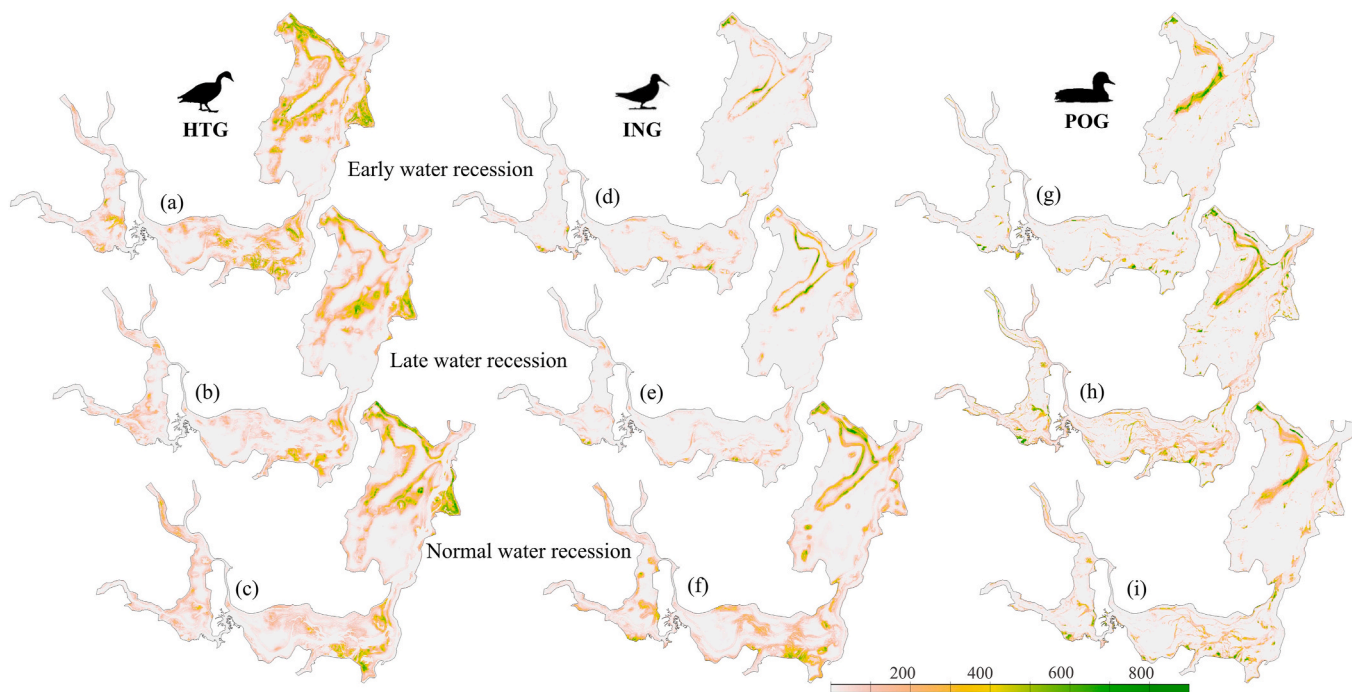 HTG
ING
POG
Early water recession
(a)
(d)
(g)
Late water recession
(b)
(e)
(h)
Normal water recession
(c)
(f)
(i)
200
400
600
800